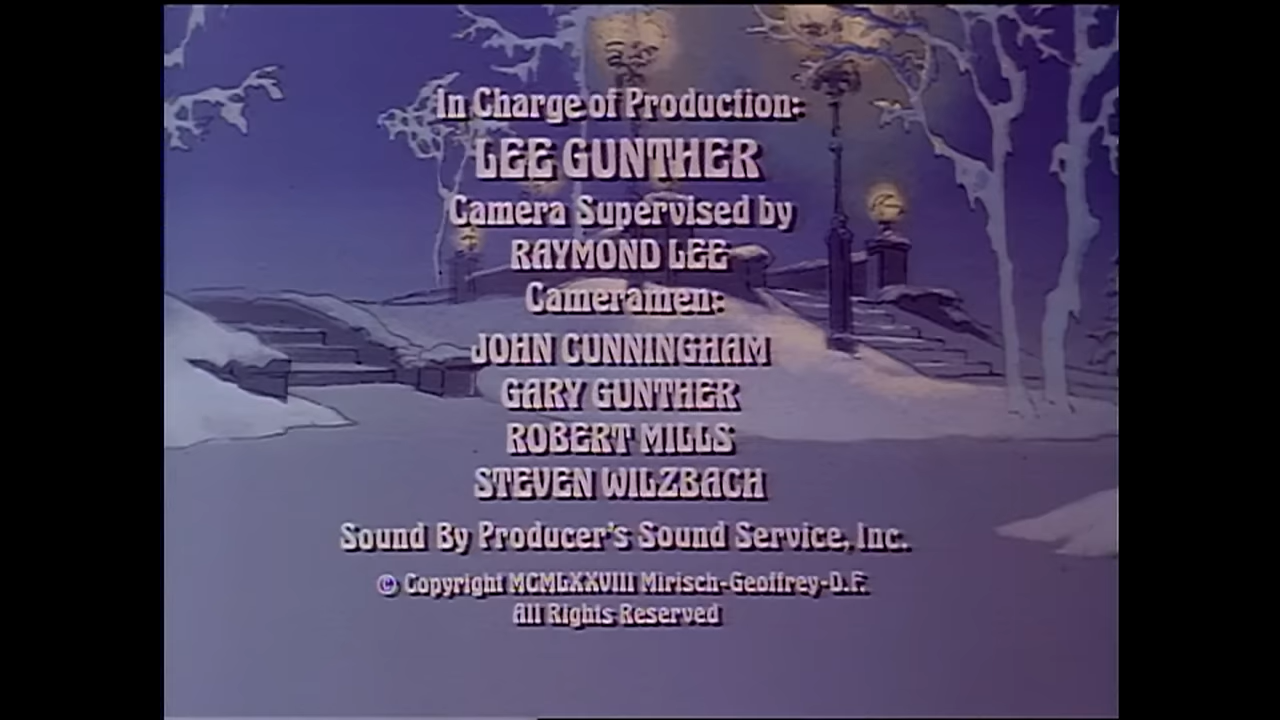 In Charge of Production:
LEE GUNTHER
Camera Supervised by
RAYMOND LEE
Cameramen:
JOHN CUNNINGHAM
GARY GUNTHER
ROBERT MILLS
STEVEN WILZBACH
Sound By Producer's Sound Service, Inc.
© Copyright MCMLXXVIII Mirisch-Geoffrey-D.F.
All Rights Reserved